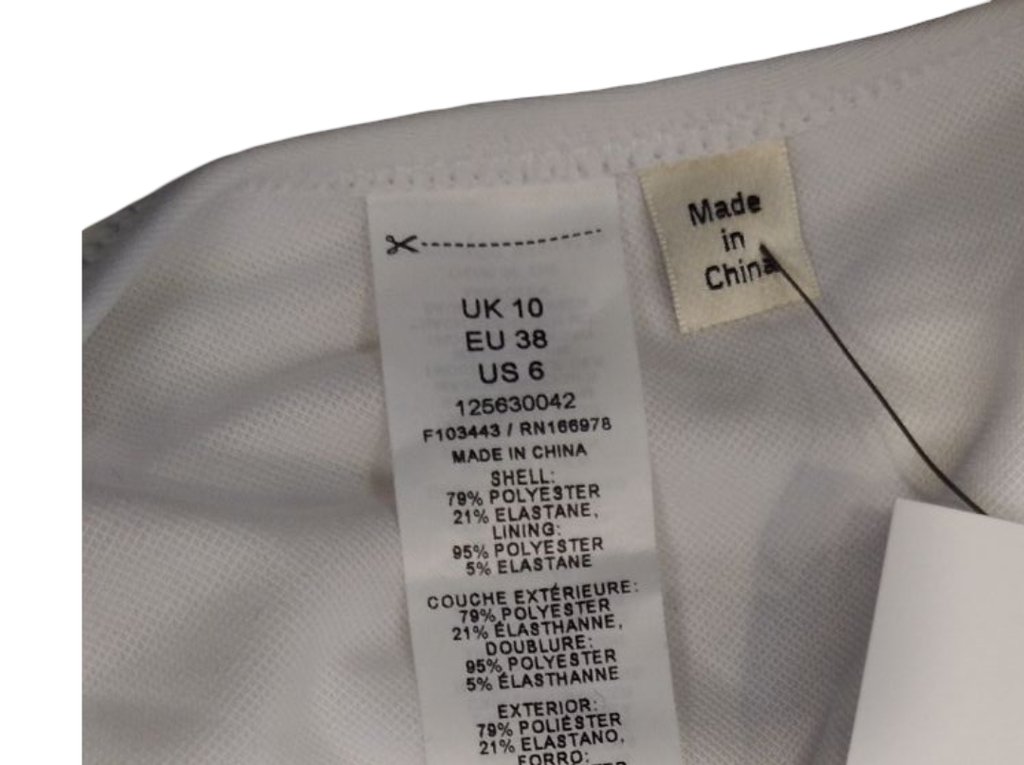 UK 10
EU 38
US 6
125630042
F103443 / RN166978
MADE IN CHINA
SHELL:
79% POLYESTER
21% ELASTANE,
LINING:
95% POLYESTER
5% ELASTANE
COUCHE EXTÉRIEURE:
79% POLYESTER
21% ÉLASTHANNE,
DOUBLURE:
95% POLYESTER
5% ÉLASTHANNE
EXTERIOR:
79% POLIÉSTER
21% ELASTANO,
FORRO:
Made
in
China